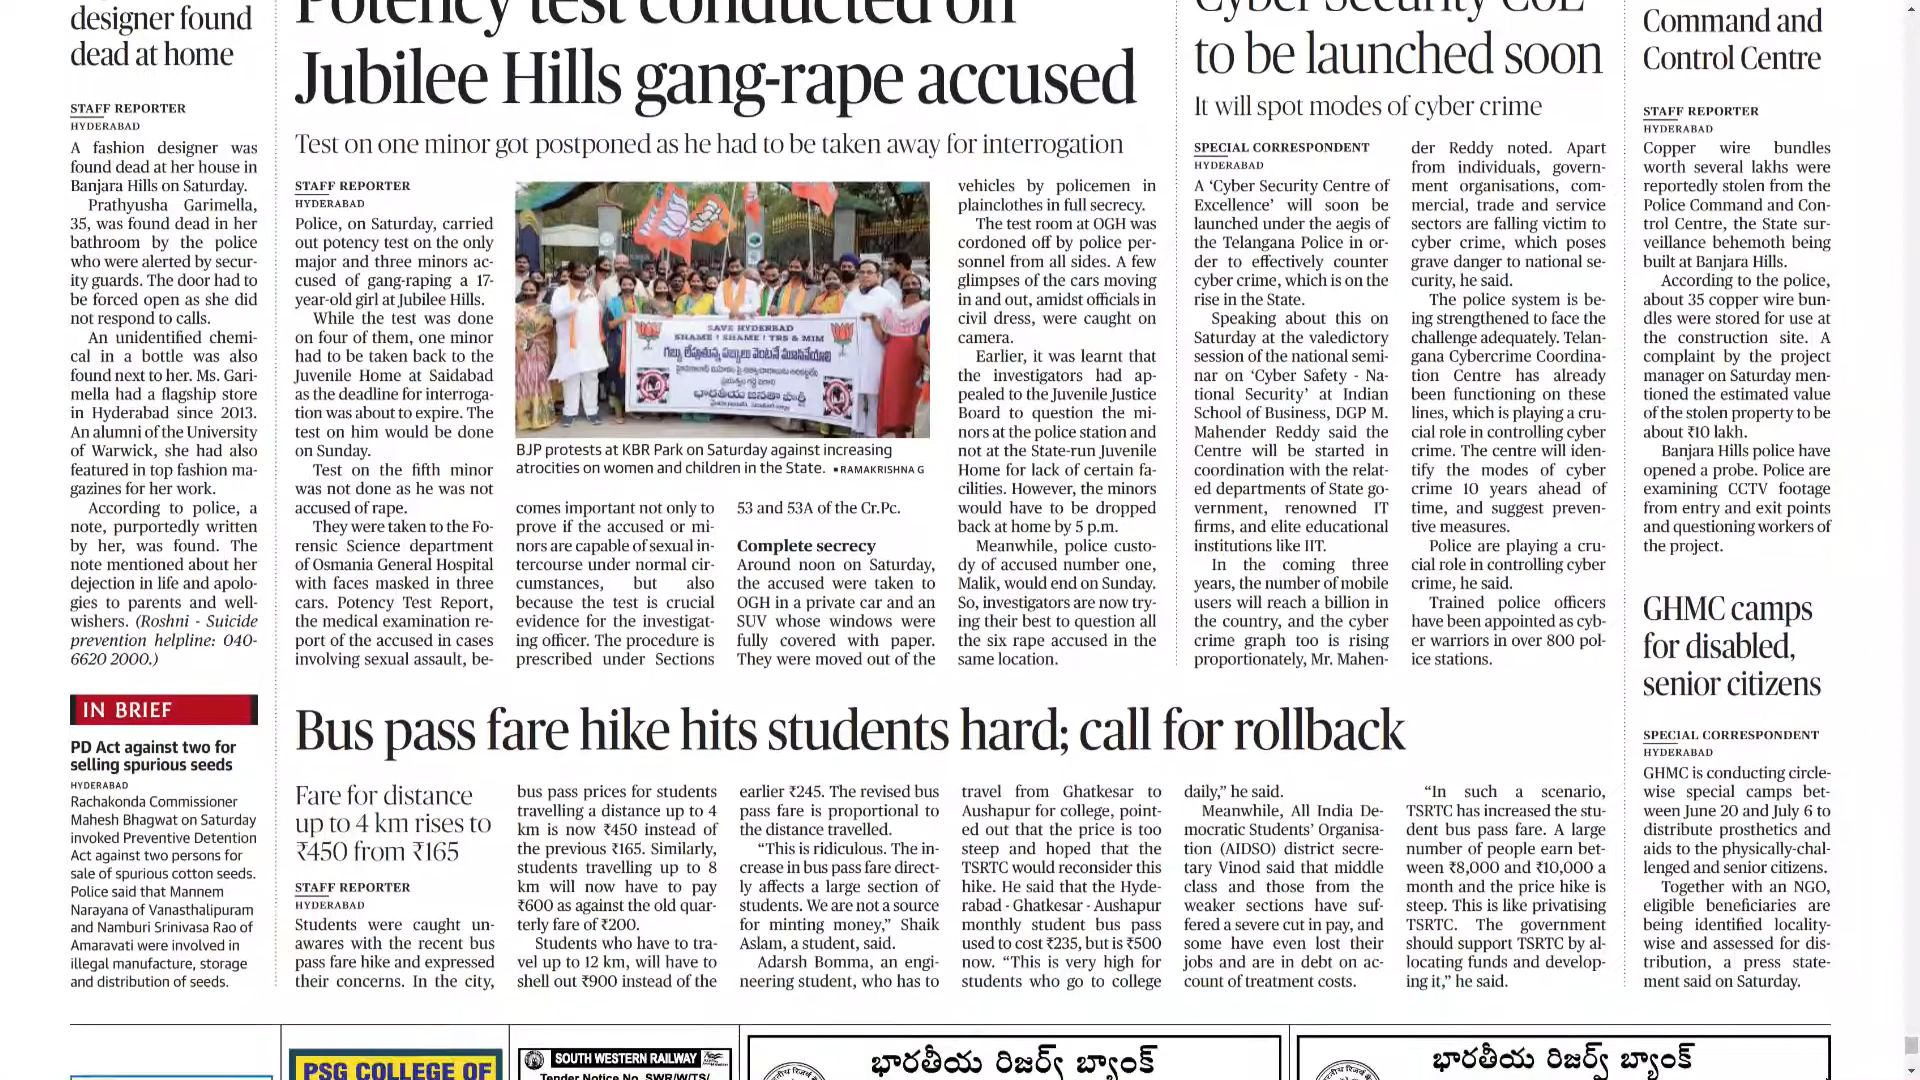 designer found
dead at home
STAFF REPORTER
HYDERABAD
A fashion designer was
found dead at her house in
Banjara Hills on Saturday.
Prathyusha Garimella,
35, was found dead in her
bathroom by the police
who were alerted by secur-
ity guards. The door had to
be forced open as she did
not respond to calls.
An unidentified chemi-
cal in a bottle was also
found next to her. Ms. Gari-
mella had a flagship store
in Hyderabad since 2013.
An alumni of the University
of Warwick, she had also
featured in top fashion ma-
gazines for her work.
According to police, a
note, purportedly written
by her, was found. The
note mentioned about her
dejection in life and apolo-
gies to parents and well-
wishers. (Roshni - Suicide
prevention helpline: 040-
6620 2000.)
IN BRIEF
PD Act against two for
selling spurious seeds
HYDERABAD
Rachakonda Commissioner
Mahesh Bhagwat on Saturday
invoked Preventive Detention
Act against two persons for
sale of spurious cotton seeds.
Police said that Mannem
Narayana of Vanasthalipuram
and Namburi Srinivasa Rao of
Amaravati were involved in
illegal manufacture, storage
and distribution of seeds.
Potency test conducted on
Jubilee Hills gang-rape accused
Test on one minor got postponed as he had to be taken away for interrogation
STAFF REPORTER
HYDERABAD
Police, on Saturday, carried
out potency test on the only
major and three minors ac-
cused of gang-raping a 17-
year-old girl at Jubilee Hills.
While the test was done
on four of them, one minor
had to be taken back to the
Juvenile Home at Saidabad
as the deadline for interroga-
tion was about to expire. The
test on him would be done
on Sunday.
Test on the fifth minor
was not done as he was not
accused of rape.
They were taken to the Fo-
rensic Science department
of Osmania General Hospital
with faces masked in three
cars. Potency Test Report,
the medical examination re-
port of the accused in cases
involving sexual assault, be-
SAVE HYDERBAD
SHAME ! SHAME ! TRS & MIM
గబ్బు లేపుతున్న పబ్బులు వెంటనే మూసివేయాలి
భారతీయ జనతా పార్టీ
BJP protests at KBR Park on Saturday against increasing
atrocities on women and children in the State. ▪ RAMAKRISHNA G
comes important not only to
prove if the accused or mi-
nors are capable of sexual in-
tercourse under normal cir-
cumstances, but also
because the test is crucial
evidence for the investigat-
ing officer. The procedure is
prescribed under Sections
53 and 53A of the Cr.Pc.
Complete secrecy
Around noon on Saturday,
the accused were taken to
OGH in a private car and an
SUV whose windows were
fully covered with paper.
They were moved out of the
vehicles by policemen in
plainclothes in full secrecy.
The test room at OGH was
cordoned off by police per-
sonnel from all sides. A few
glimpses of the cars moving
in and out, amidst officials in
civil dress, were caught on
camera.
Earlier, it was learnt that
the investigators had ap-
pealed to the Juvenile Justice
Board to question the mi-
nors at the police station and
not at the State-run Juvenile
Home for lack of certain fa-
cilities. However, the minors
would have to be dropped
back at home by 5 p.m.
Meanwhile, police custo-
dy of accused number one,
Malik, would end on Sunday.
So, investigators are now try-
ing their best to question all
the six rape accused in the
same location.
Cyber Security CoE
to be launched soon
It will spot modes of cyber crime
SPECIAL CORRESPONDENT
HYDERABAD
A ‘Cyber Security Centre of
Excellence’ will soon be
launched under the aegis of
the Telangana Police in or-
der to effectively counter
cyber crime, which is on the
rise in the State.
Speaking about this on
Saturday at the valedictory
session of the national semi-
nar on ‘Cyber Safety - Na-
tional Security’ at Indian
School of Business, DGP M.
Mahender Reddy said the
Centre will be started in
coordination with the relat-
ed departments of State go-
vernment, renowned IT
firms, and elite educational
institutions like IIT.
In the coming three
years, the number of mobile
users will reach a billion in
the country, and the cyber
crime graph too is rising
proportionately, Mr. Mahen-
der Reddy noted. Apart
from individuals, govern-
ment organisations, com-
mercial, trade and service
sectors are falling victim to
cyber crime, which poses
grave danger to national se-
curity, he said.
The police system is be-
ing strengthened to face the
challenge adequately. Telan-
gana Cybercrime Coordina-
tion Centre has already
been functioning on these
lines, which is playing a cru-
cial role in controlling cyber
crime. The centre will iden-
tify the modes of cyber
crime 10 years ahead of
time, and suggest preven-
tive measures.
Police are playing a cru-
cial role in controlling cyber
crime, he said.
Trained police officers
have been appointed as cyb-
er warriors in over 800 pol-
ice stations.
Command and
Control Centre
STAFF REPORTER
HYDERABAD
Copper wire bundles
worth several lakhs were
reportedly stolen from the
Police Command and Con-
trol Centre, the State sur-
veillance behemoth being
built at Banjara Hills.
According to the police,
about 35 copper wire bun-
dles were stored for use at
the construction site. A
complaint by the project
manager on Saturday men-
tioned the estimated value
of the stolen property to be
about ₹10 lakh.
Banjara Hills police have
opened a probe. Police are
examining CCTV footage
from entry and exit points
and questioning workers of
the project.
GHMC camps
for disabled,
senior citizens
SPECIAL CORRESPONDENT
HYDERABAD
GHMC is conducting circle-
wise special camps bet-
ween June 20 and July 6 to
distribute prosthetics and
aids to the physically-chal-
lenged and senior citizens.
Together with an NGO,
eligible beneficiaries are
being identified locality-
wise and assessed for dis-
tribution, a press state-
ment said on Saturday.
Bus pass fare hike hits students hard; call for rollback
Fare for distance
up to 4 km rises to
₹450 from ₹165
STAFF REPORTER
HYDERABAD
Students were caught un-
awares with the recent bus
pass fare hike and expressed
their concerns. In the city,
bus pass prices for students
travelling a distance up to 4
km is now ₹450 instead of
the previous ₹165. Similarly,
students travelling up to 8
km will now have to pay
₹600 as against the old quar-
terly fare of ₹200.
Students who have to tra-
vel up to 12 km, will have to
shell out ₹900 instead of the
earlier ₹245. The revised bus
pass fare is proportional to
the distance travelled.
“This is ridiculous. The in-
crease in bus pass fare direct-
ly affects a large section of
students. We are not a source
for minting money,” Shaik
Aslam, a student, said.
Adarsh Bomma, an engi-
neering student, who has to
travel from Ghatkesar to
Aushapur for college, point-
ed out that the price is too
steep and hoped that the
TSRTC would reconsider this
hike. He said that the Hyde-
rabad - Ghatkesar - Aushapur
monthly student bus pass
used to cost ₹235, but is ₹500
now. “This is very high for
students who go to college
daily,” he said.
Meanwhile, All India De-
mocratic Students’ Organisa-
tion (AIDSO) district secre-
tary Vinod said that middle
class and those from the
weaker sections have suf-
fered a severe cut in pay, and
some have even lost their
jobs and are in debt on ac-
count of treatment costs.
“In such a scenario,
TSRTC has increased the stu-
dent bus pass fare. A large
number of people earn bet-
ween ₹8,000 and ₹10,000 a
month and the price hike is
steep. This is like privatising
TSRTC. The government
should support TSRTC by al-
locating funds and develop-
ing it,” he said.
PSG COLLEGE OF
SOUTH WESTERN RAILWAY
Tender Notice No. SWR/W/TS/
భారతీయ రిజర్వ్ బ్యాంక్
భారతీయ రిజర్వ్ బ్యాంక్